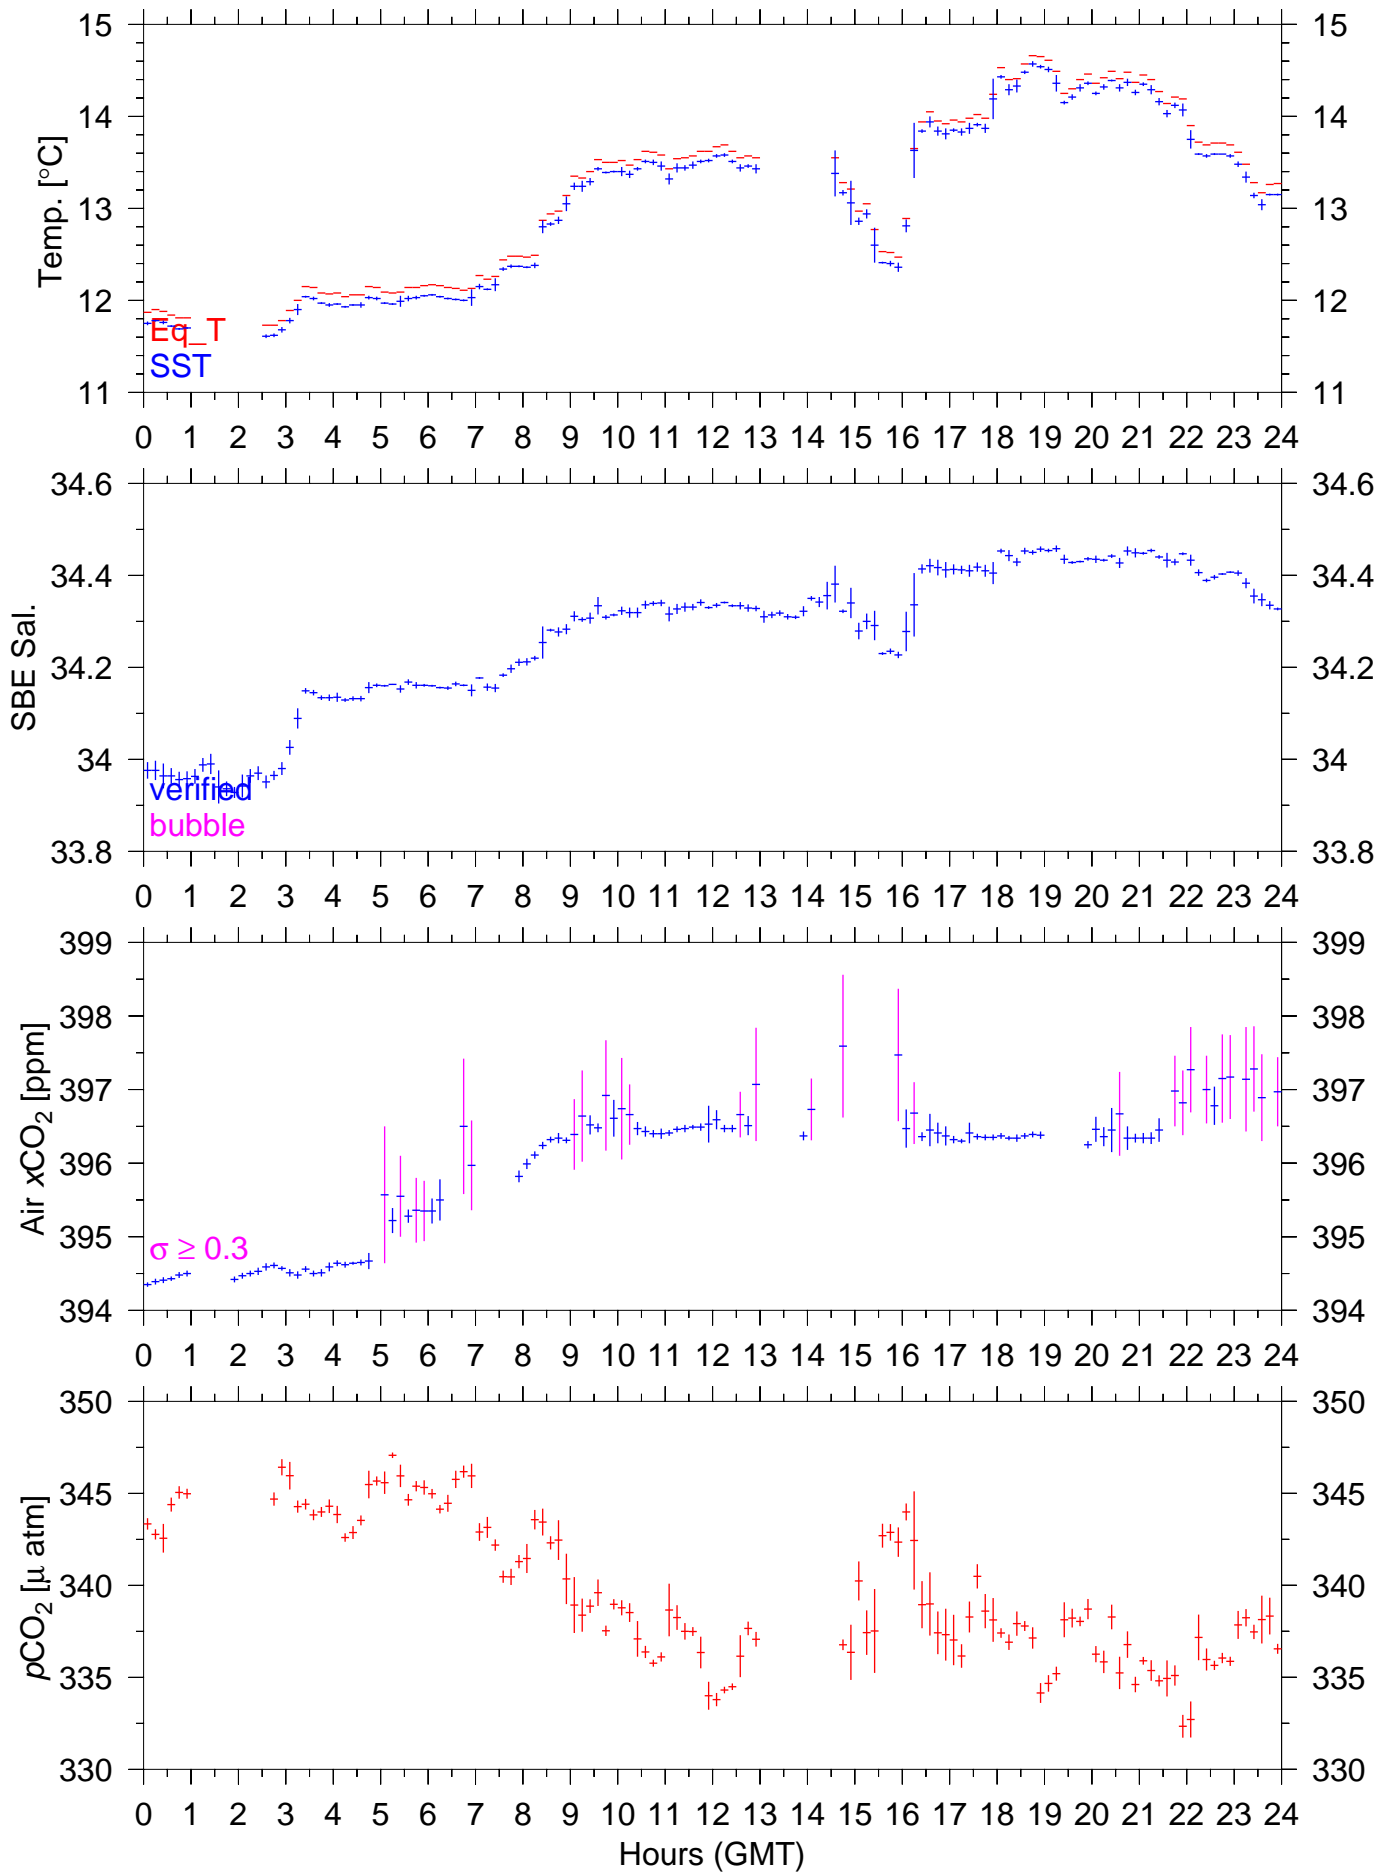 15 15
14 14
13 13
12 12
11 11
Temp. [°C]
Eq_T
SST
0 1 2 3 4 5 6 7 8 9 10 11 12 13 14 15 16 17 18 19 20 21 22 23 24
34.6 34.6
34.4 34.4
34.2 34.2
34 34
33.8 33.8
SBE Sal.
verified
bubble
0 1 2 3 4 5 6 7 8 9 10 11 12 13 14 15 16 17 18 19 20 21 22 23 24
399 399
398 398
397 397
396 396
395 395
394 394
Air xCO₂ [ppm]
σ ≥ 0.3
0 1 2 3 4 5 6 7 8 9 10 11 12 13 14 15 16 17 18 19 20 21 22 23 24
350 350
345 345
340 340
335 335
330 330
pCO₂ [μ atm]
0 1 2 3 4 5 6 7 8 9 10 11 12 13 14 15 16 17 18 19 20 21 22 23 24
Hours (GMT)